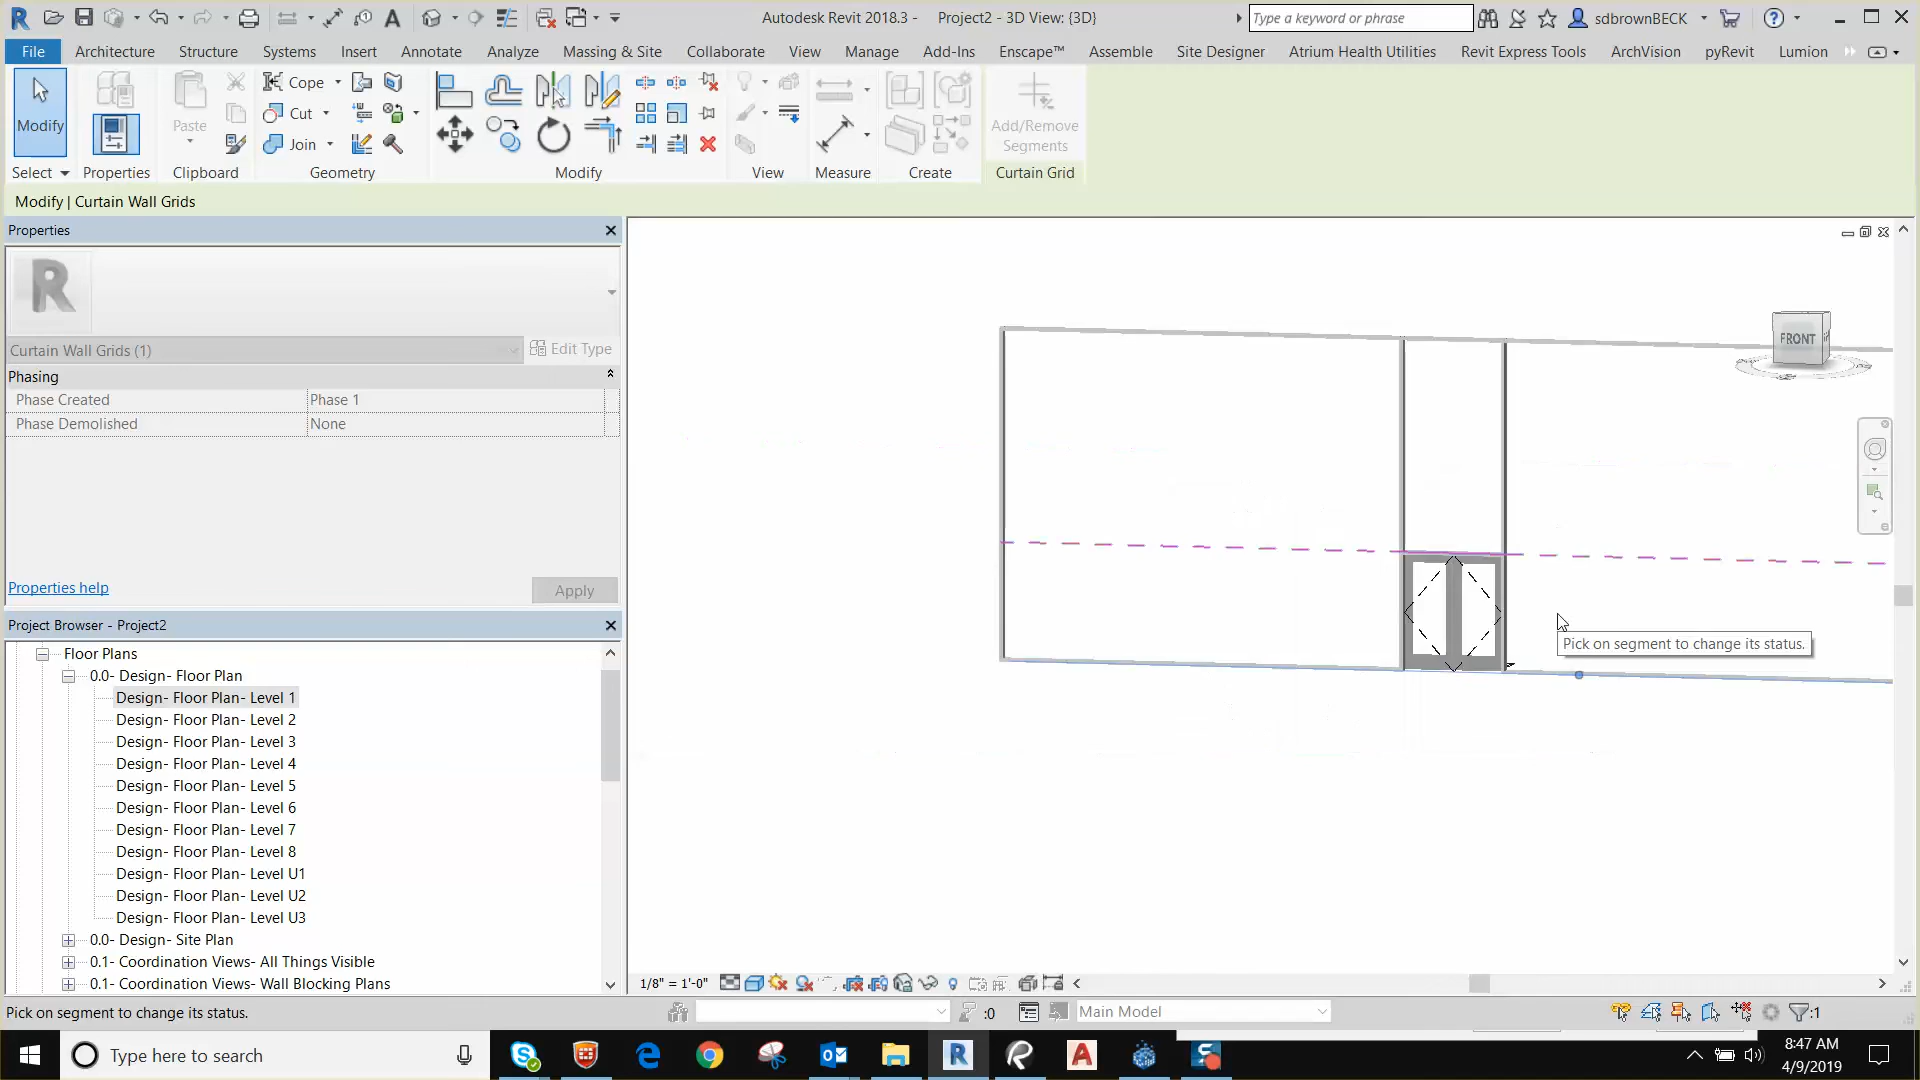 Autodesk Revit 2018.3 -     Project2 - 3D View: {3D}
Type a keyword or phrase
sdbrownBECK
File
Architecture
Structure
Systems
Insert
Annotate
Analyze
Massing & Site
Collaborate
View
Manage
Add-Ins
Enscape™
Assemble
Site Designer
Atrium Health Utilities
Revit Express Tools
ArchVision
pyRevit
Lumion
Modify
Paste
Cope
Cut
Join
Add/Remove
Segments
Select
Properties
Clipboard
Geometry
Modify
View
Measure
Create
Curtain Grid
Modify | Curtain Wall Grids
Properties
Curtain Wall Grids (1)
Edit Type
Phasing
Phase Created
Phase 1
Phase Demolished
None
Properties help
Apply
Project Browser - Project2
Floor Plans
0.0- Design- Floor Plan
Design- Floor Plan- Level 1
Design- Floor Plan- Level 2
Design- Floor Plan- Level 3
Design- Floor Plan- Level 4
Design- Floor Plan- Level 5
Design- Floor Plan- Level 6
Design- Floor Plan- Level 7
Design- Floor Plan- Level 8
Design- Floor Plan- Level U1
Design- Floor Plan- Level U2
Design- Floor Plan- Level U3
0.0- Design- Site Plan
0.1- Coordination Views- All Things Visible
0.1- Coordination Views- Wall Blocking Plans
FRONT
Pick on segment to change its status.
1/8" = 1'-0"
Pick on segment to change its status.
:0
Main Model
:1
Type here to search
8:47 AM
4/9/2019